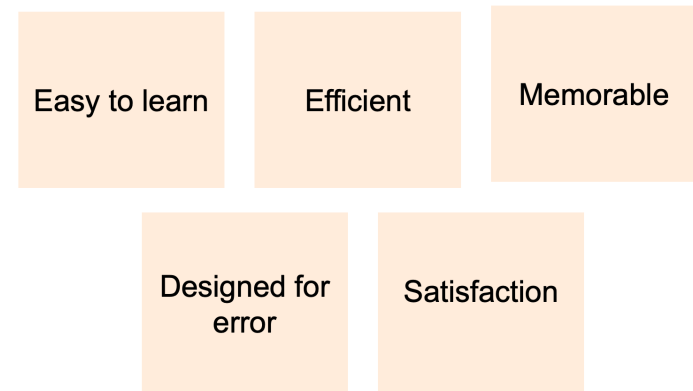 Easy to learn
Efficient
Memorable
Designed for
error
Satisfaction